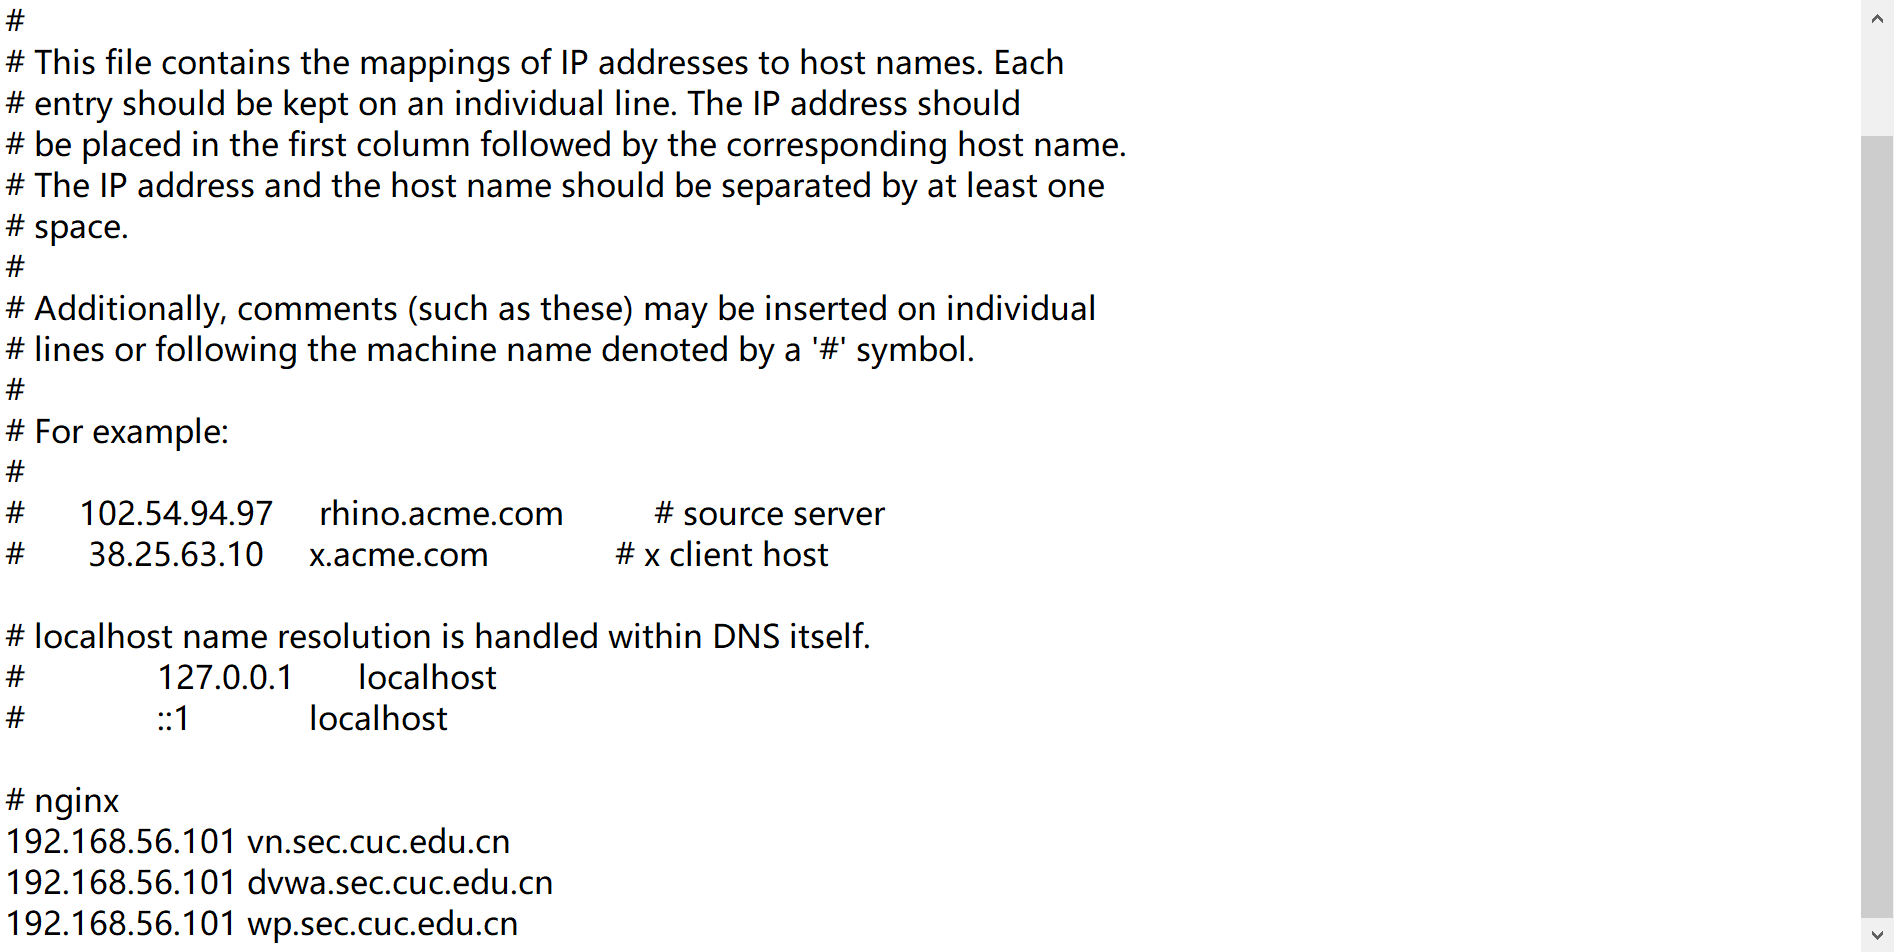 #
# This file contains the mappings of IP addresses to host names. Each
# entry should be kept on an individual line. The IP address should
# be placed in the first column followed by the corresponding host name.
# The IP address and the host name should be separated by at least one
# space.
#
# Additionally, comments (such as these) may be inserted on individual
# lines or following the machine name denoted by a '#' symbol.
#
# For example:
#
#      102.54.94.97     rhino.acme.com          # source server
#       38.25.63.10     x.acme.com              # x client host

# localhost name resolution is handled within DNS itself.
#	127.0.0.1       localhost
#	::1             localhost

# nginx
192.168.56.101 vn.sec.cuc.edu.cn
192.168.56.101 dvwa.sec.cuc.edu.cn
192.168.56.101 wp.sec.cuc.edu.cn